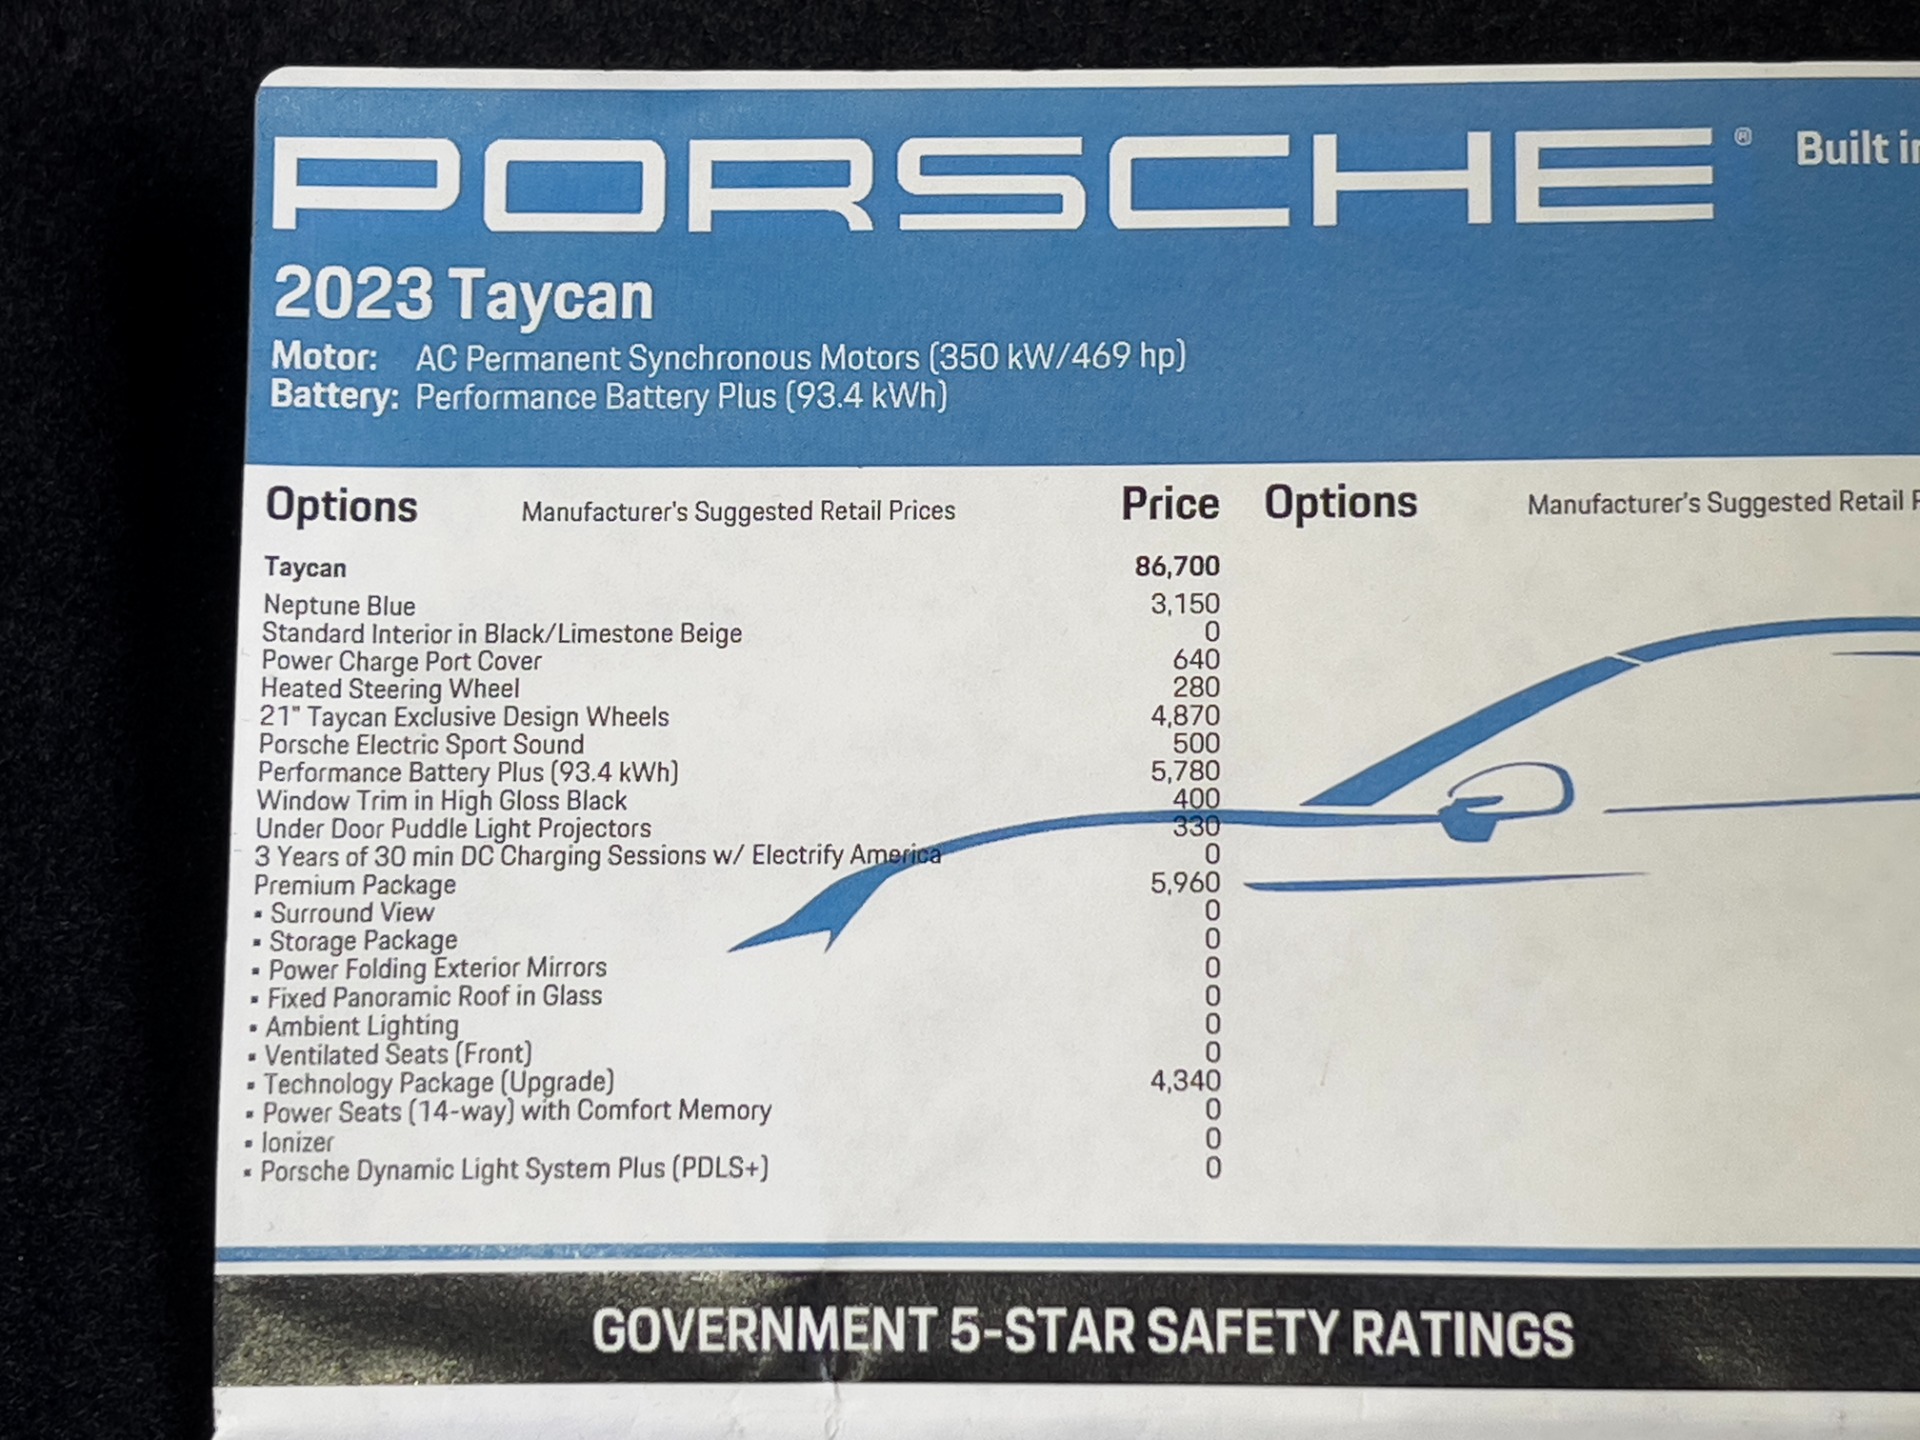 PORSCHE® Built
2023 Taycan
Motor: AC Permanent Synchronous Motors (350 kW/469 hp)
Battery: Performance Battery Plus (93.4 kWh)
Options Manufacturer's Suggested Retail Prices Price Options Manufacturer's Suggested Retail
Taycan 86,700
Neptune Blue 3,150
Standard Interior in Black/Limestone Beige 0
Power Charge Port Cover 640
Heated Steering Wheel 280
21" Taycan Exclusive Design Wheels 4,870
Porsche Electric Sport Sound 500
Performance Battery Plus (93.4 kWh) 5,780
Window Trim in High Gloss Black 400
Under Door Puddle Light Projectors 330
3 Years of 30 min DC Charging Sessions w/ Electrify America 0
Premium Package 5,960
▪ Surround View 0
▪ Storage Package 0
▪ Power Folding Exterior Mirrors 0
▪ Fixed Panoramic Roof in Glass 0
▪ Ambient Lighting 0
▪ Ventilated Seats (Front) 0
▪ Technology Package (Upgrade) 4,340
▪ Power Seats (14-way) with Comfort Memory 0
▪ Ionizer 0
▪ Porsche Dynamic Light System Plus (PDLS+) 0
GOVERNMENT 5-STAR SAFETY RATINGS